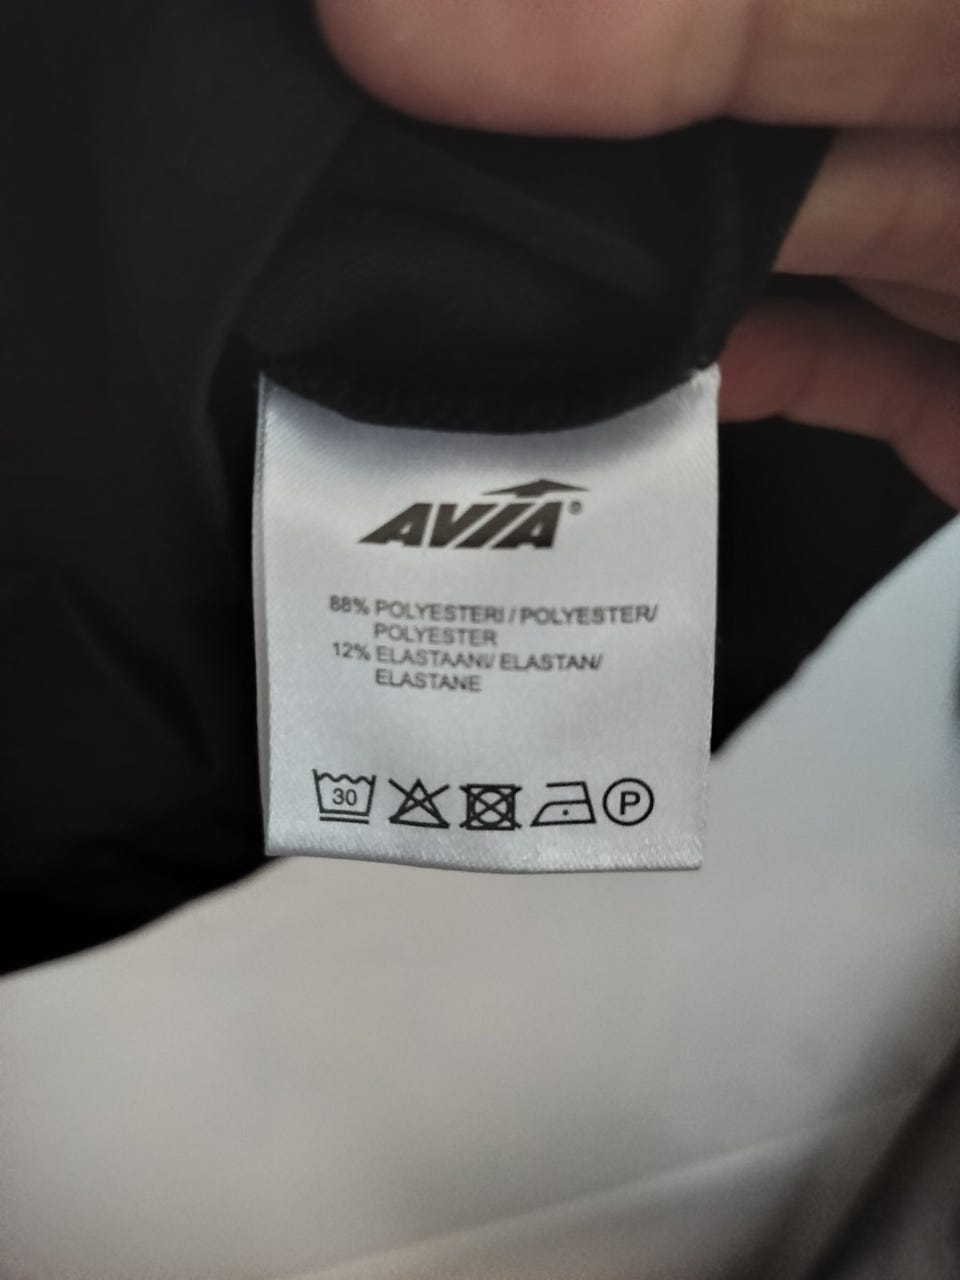 AVIA®
88% POLYESTERI / POLYESTER/
POLYESTER
12% ELASTAANI/ ELASTAN/
ELASTANE
30
P